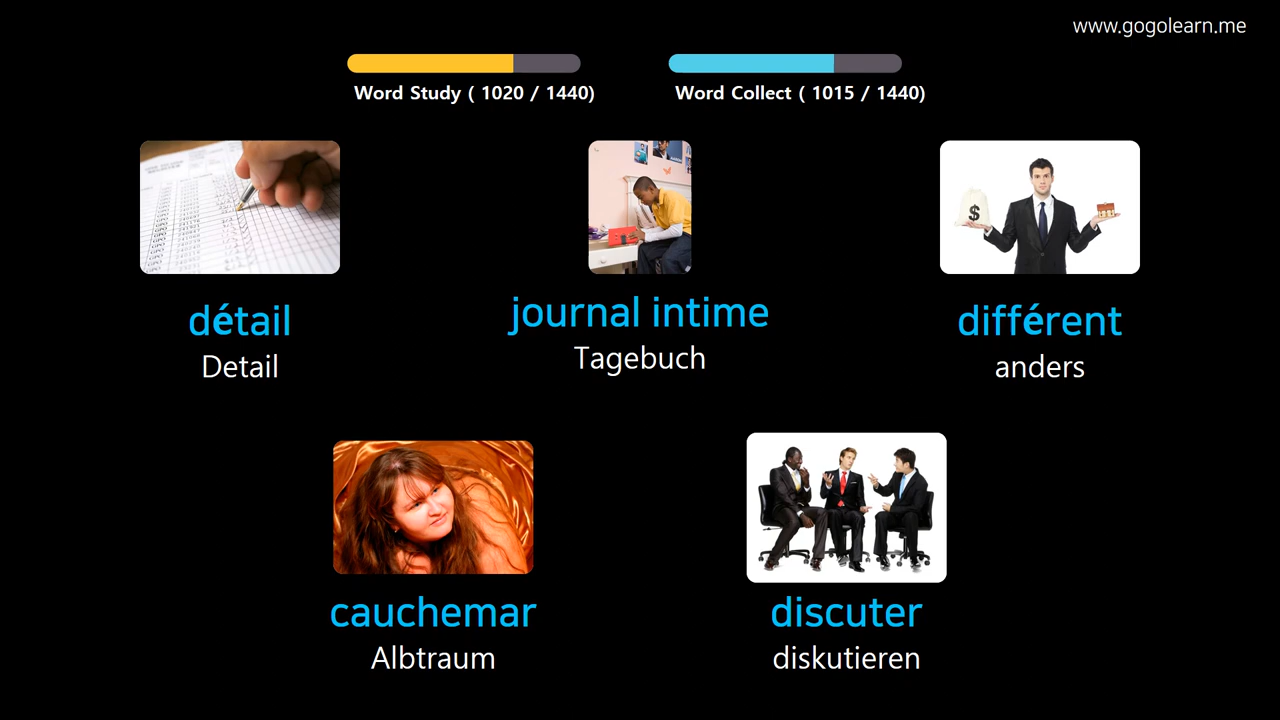 www.gogolearn.me
Word Study ( 1020 / 1440)
Word Collect ( 1015 / 1440)
détail
Detail
journal intime
Tagebuch
différent
anders
cauchemar
Albtraum
discuter
diskutieren